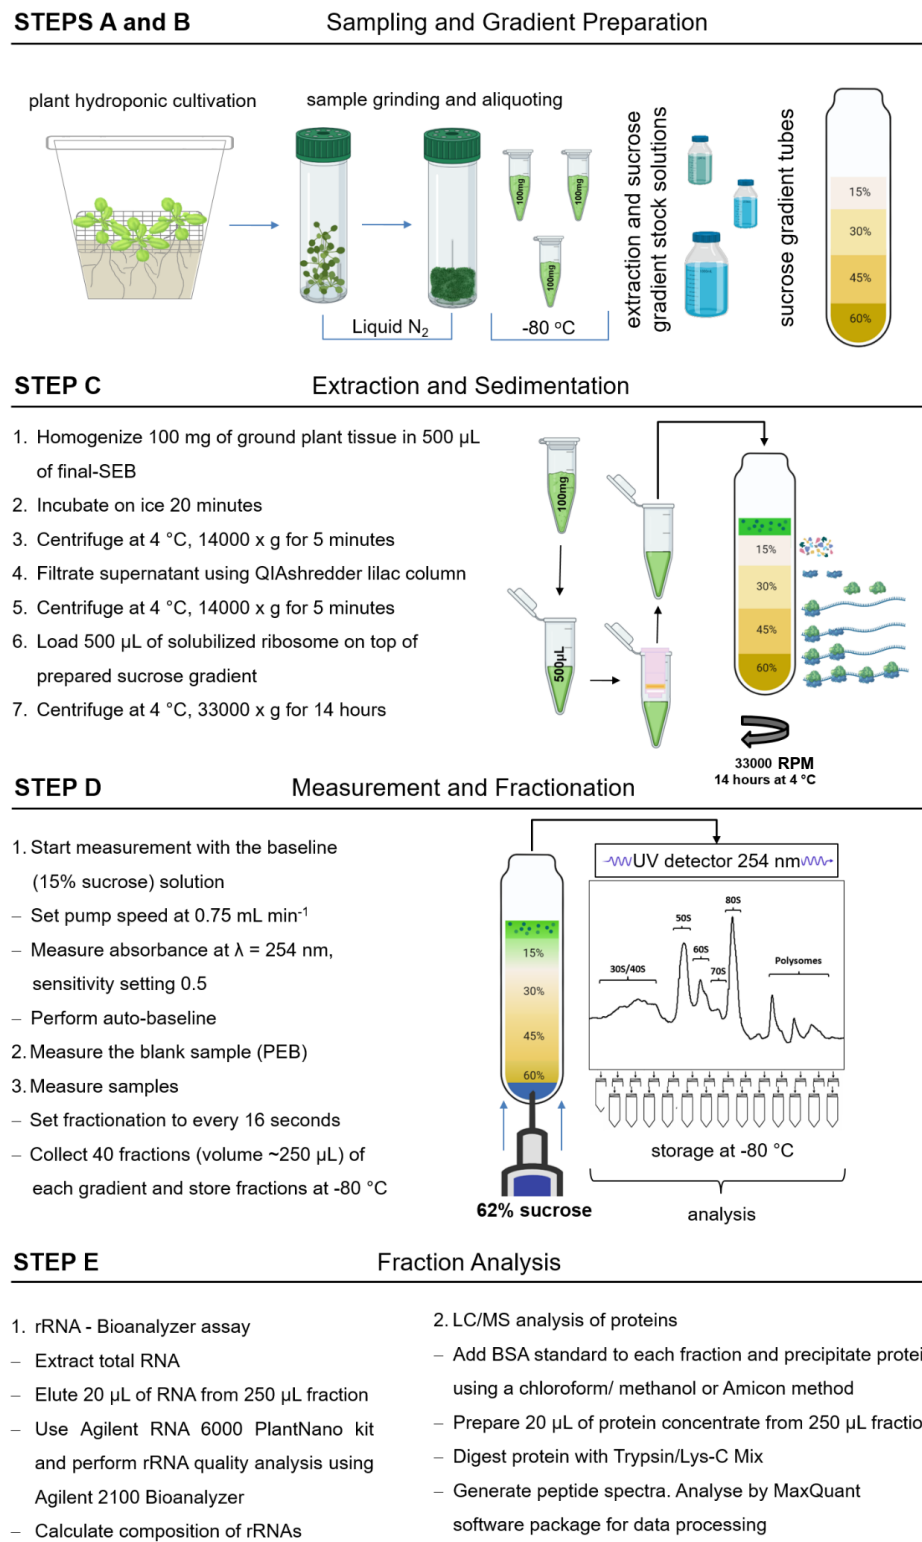 STEPS A and B
Sampling and Gradient Preparation
plant hydroponic cultivation
sample grinding and aliquoting
100mg
100mg
100mg
Liquid N₂
-80 °C
extraction and sucrose
gradient stock solutions
sucrose gradient tubes
15%
30%
45%
60%
STEP C
Extraction and Sedimentation
1. Homogenize 100 mg of ground plant tissue in 500 µL
of final-SEB
2. Incubate on ice 20 minutes
3. Centrifuge at 4 °C, 14000 x g for 5 minutes
4. Filtrate supernatant using QIAshredder lilac column
5. Centrifuge at 4 °C, 14000 x g for 5 minutes
6. Load 500 µL of solubilized ribosome on top of
prepared sucrose gradient
7. Centrifuge at 4 °C, 33000 x g for 14 hours
100mg
500µL
15%
30%
45%
60%
33000 RPM
14 hours at 4 °C
STEP D
Measurement and Fractionation
1. Start measurement with the baseline
(15% sucrose) solution
– Set pump speed at 0.75 mL min⁻¹
– Measure absorbance at λ = 254 nm,
sensitivity setting 0.5
– Perform auto-baseline
2. Measure the blank sample (PEB)
3. Measure samples
– Set fractionation to every 16 seconds
– Collect 40 fractions (volume ~250 µL) of
each gradient and store fractions at -80 °C
15%
30%
45%
60%
62% sucrose
UV detector 254 nm
30S/40S
50S
60S
70S
80S
Polysomes
storage at -80 °C
analysis
STEP E
Fraction Analysis
1. rRNA - Bioanalyzer assay
– Extract total RNA
– Elute 20 µL of RNA from 250 µL fraction
– Use Agilent RNA 6000 PlantNano kit
and perform rRNA quality analysis using
Agilent 2100 Bioanalyzer
– Calculate composition of rRNAs
2. LC/MS analysis of proteins
– Add BSA standard to each fraction and precipitate protei
using a chloroform/ methanol or Amicon method
– Prepare 20 µL of protein concentrate from 250 µL fractio
– Digest protein with Trypsin/Lys-C Mix
– Generate peptide spectra. Analyse by MaxQuant
software package for data processing